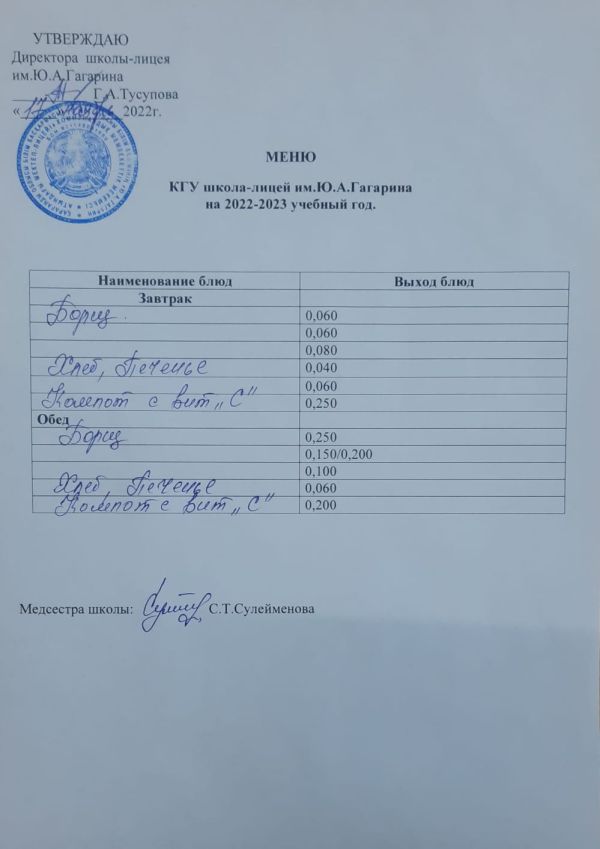 УТВЕРЖДАЮ
Директора школы-лицея
им.Ю.А.Гагарина
Г.А.Тусупова
« 17 » 2022г.
МЕНЮ
КГУ школа-лицей им.Ю.А.Гагарина
на 2022-2023 учебный год.
Наименование блюд Выход блюд
Завтрак
Борщ. 0,060
0,060
0,080
Хлеб, Печенье 0,040
0,060
Компот с вит „С" 0,250
Обед
Борщ 0,250
0,150/0,200
0,100
Хлеб, Печенье 0,060
Компот с вит „С" 0,200
Медсестра школы: С.Т.Сулейменова